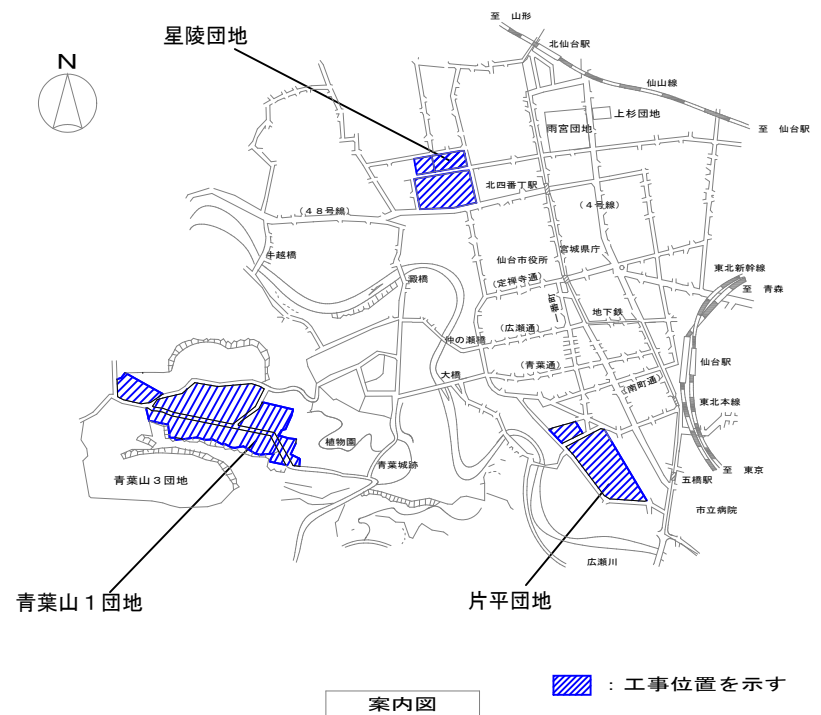 至 山形
星陵団地
北仙台駅
N
仙山線
上杉団地
雨宮団地
至 仙台駅
北四番丁駅
(48号線)
(4号線)
宮城県庁
牛越橋
仙台市役所
東北新幹線
澱橋
(定禅寺通)
至 青森
地下鉄
(広瀬通)
仲の瀬橋
仙台駅
(青葉通)
大橋
(南町通)
東北本線
植物園
青葉城跡
至 東京
青葉山3団地
五橋駅
市立病院
広瀬川
青葉山1団地
片平団地
:工事位置を示す
案内図